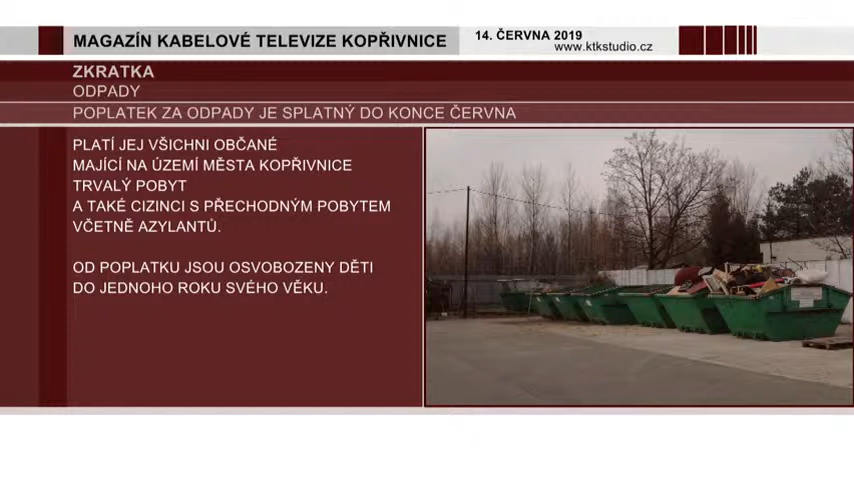 MAGAZÍN KABELOVÉ TELEVIZE KOPŘIVNICE
14. ČERVNA 2019
www.ktkstudio.cz
ZKRATKA
ODPADY
POPLATEK ZA ODPADY JE SPLATNÝ DO KONCE ČERVNA
PLATÍ JEJ VŠICHNI OBČANÉ
MAJÍCÍ NA ÚZEMÍ MĚSTA KOPŘIVNICE
TRVALÝ POBYT
A TAKÉ CIZINCI S PŘECHODNÝM POBYTEM
VČETNĚ AZYLANTŮ.
OD POPLATKU JSOU OSVOBOZENY DĚTI
DO JEDNOHO ROKU SVÉHO VĚKU.